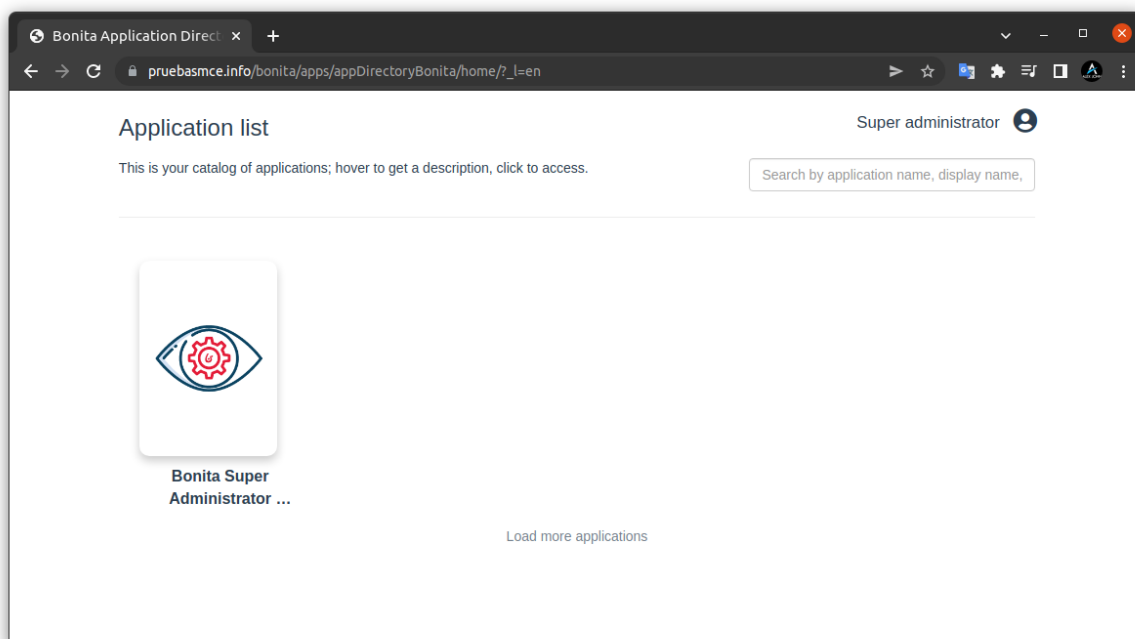 Bonita Application Direct
pruebasmce.info/bonita/apps/appDirectoryBonita/home/?_l=en
Application list
Super administrator
This is your catalog of applications; hover to get a description, click to access.
Search by application name, display name,
Bonita Super
Administrator …
Load more applications